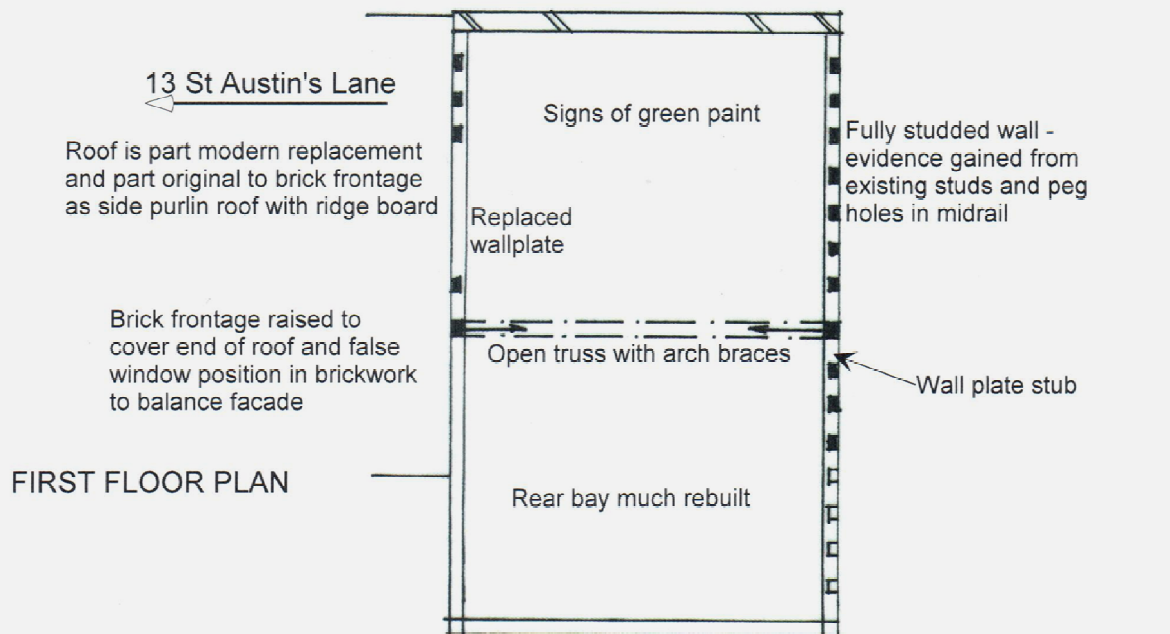 13 St Austin's Lane
Roof is part modern replacement
and part original to brick frontage
as side purlin roof with ridge board
Signs of green paint
Fully studded wall -
evidence gained from
existing studs and peg
holes in midrail
Replaced
wallplate
Brick frontage raised to
cover end of roof and false
window position in brickwork
to balance facade
Open truss with arch braces
Wall plate stub
FIRST FLOOR PLAN
Rear bay much rebuilt